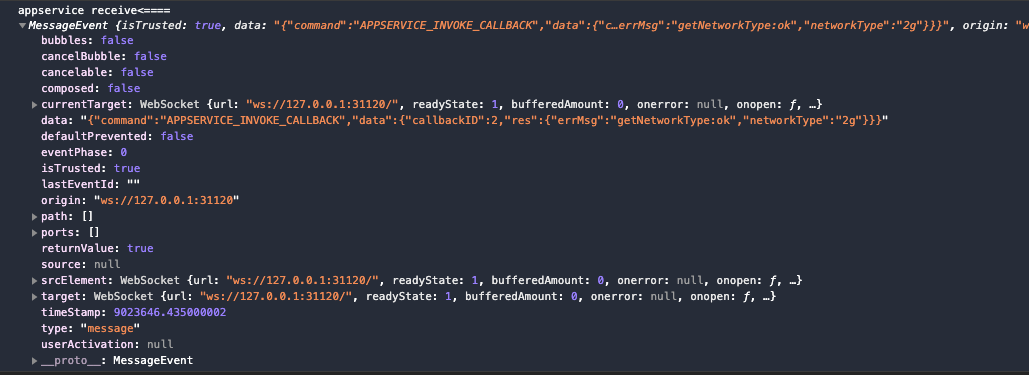 appservice receive<====
▼MessageEvent {isTrusted: true, data: "{"command":"APPSERVICE_INVOKE_CALLBACK","data":{"c…errMsg":"getNetworkType:ok","networkType":"2g"}}}", origin: "w
bubbles: false
cancelBubble: false
cancelable: false
composed: false
▶currentTarget: WebSocket {url: "ws://127.0.0.1:31120/", readyState: 1, bufferedAmount: 0, onerror: null, onopen: ƒ, …}
data: "{"command":"APPSERVICE_INVOKE_CALLBACK","data":{"callbackID":2,"res":{"errMsg":"getNetworkType:ok","networkType":"2g"}}}"
defaultPrevented: false
eventPhase: 0
isTrusted: true
lastEventId: ""
origin: "ws://127.0.0.1:31120"
▶path: []
▶ports: []
returnValue: true
source: null
▶srcElement: WebSocket {url: "ws://127.0.0.1:31120/", readyState: 1, bufferedAmount: 0, onerror: null, onopen: ƒ, …}
▶target: WebSocket {url: "ws://127.0.0.1:31120/", readyState: 1, bufferedAmount: 0, onerror: null, onopen: ƒ, …}
timeStamp: 9023646.435000002
type: "message"
userActivation: null
▶__proto__: MessageEvent